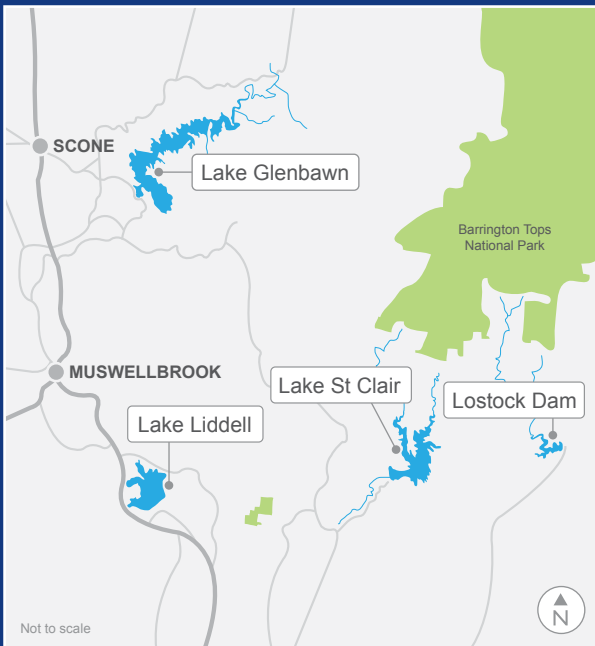 SCONE
Lake Glenbawn
Barrington Tops
National Park
MUSWELLBROOK
Lake St Clair
Lostock Dam
Lake Liddell
Not to scale
N